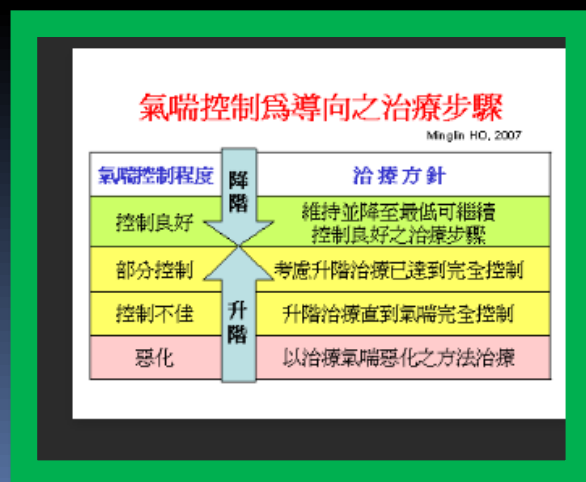 氣喘控制為導向之治療步驟
Minglin HO, 2007
氣喘控制程度
降階
治療方針
控制良好
維持並降至最低可繼續
控制良好之治療步驟
部分控制
考慮升階治療已達到完全控制
控制不佳
升階
升階治療直到氣喘完全控制
惡化
以治療氣喘惡化之方法治療